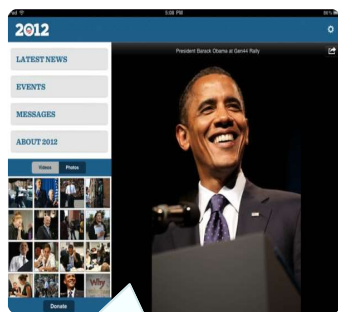 5:08 PM
2012
President Barack Obama at Gen44 Rally
LATEST NEWS
EVENTS
MESSAGES
ABOUT 2012
Videos
Photos
Why
Donate